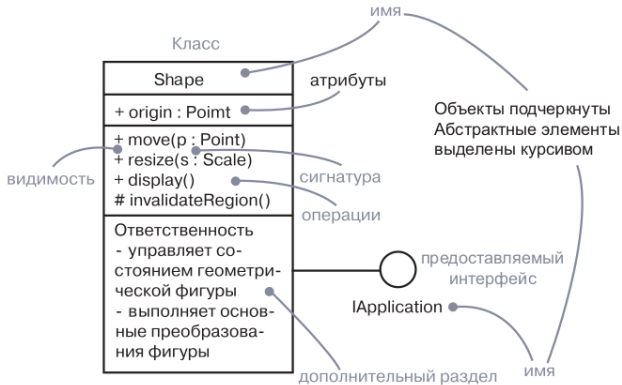 имя
Класс
Shape
атрибуты
+ origin : Poimt
Объекты подчеркнуты
Абстрактные элементы
выделены курсивом
+ move(p : Point)
+ resize(s : Scale)
+ display()
# invalidateRegion()
видимость
сигнатура
операции
Ответственность
- управляет со-
стоянием геометри-
ческой фигуры
- выполняет основ-
ные преобразова-
ния фигуры
предоставляемый
интерфейс
IApplication
имя
дополнительный раздел